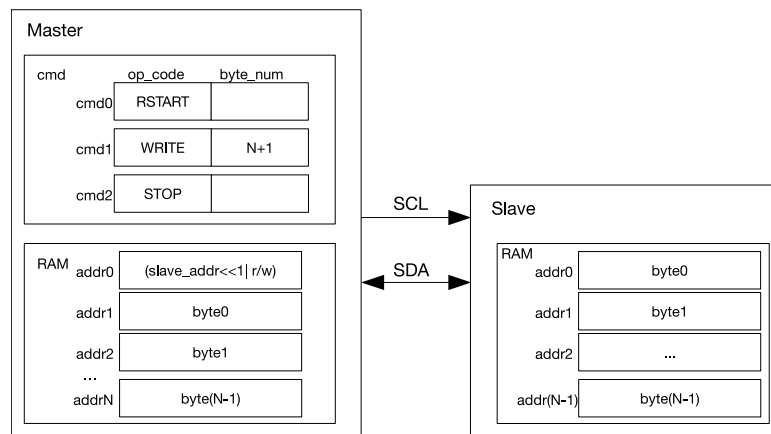 Master
cmd op_code byte_num
cmd0 RSTART
cmd1 WRITE N+1
cmd2 STOP
RAM
addr0 (slave_addr<<1| r/w)
addr1 byte0
addr2 byte1
...
addrN byte(N-1)
SCL
SDA
Slave
RAM
addr0 byte0
addr1 byte1
addr2 ...
addr(N-1) byte(N-1)